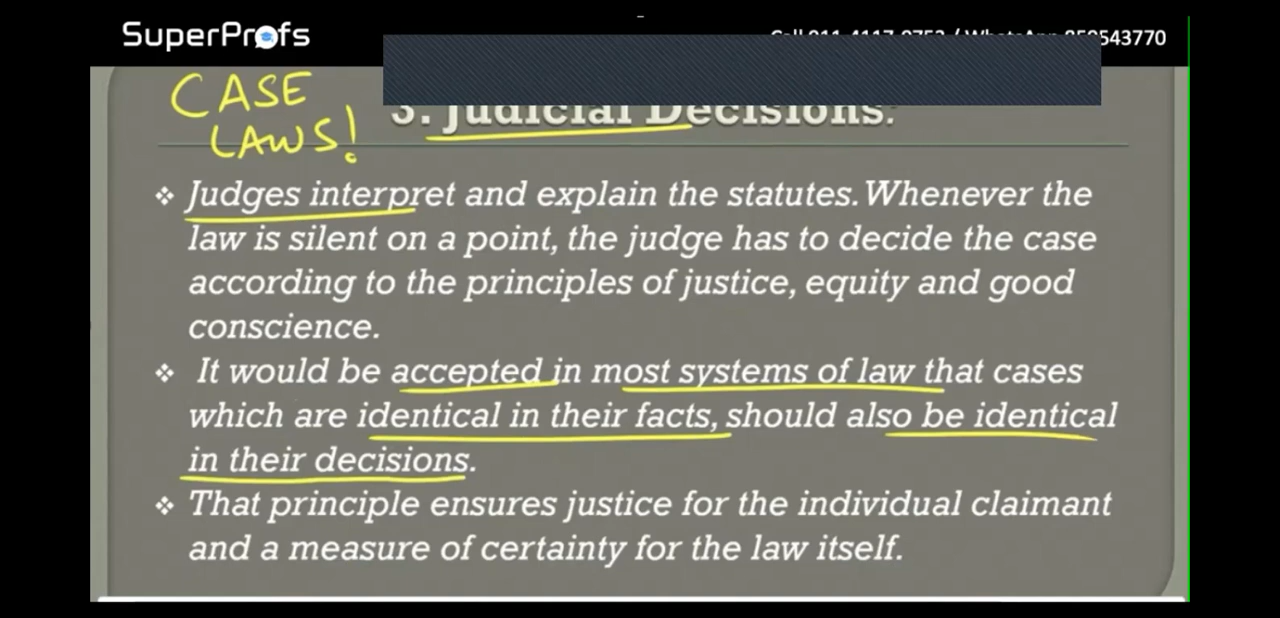 SuperProfs
543770
CASE
LAWS!
3. Judicial Decisions:
❖ Judges interpret and explain the statutes. Whenever the
law is silent on a point, the judge has to decide the case
according to the principles of justice, equity and good
conscience.
❖ It would be accepted in most systems of law that cases
which are identical in their facts, should also be identical
in their decisions.
❖ That principle ensures justice for the individual claimant
and a measure of certainty for the law itself.